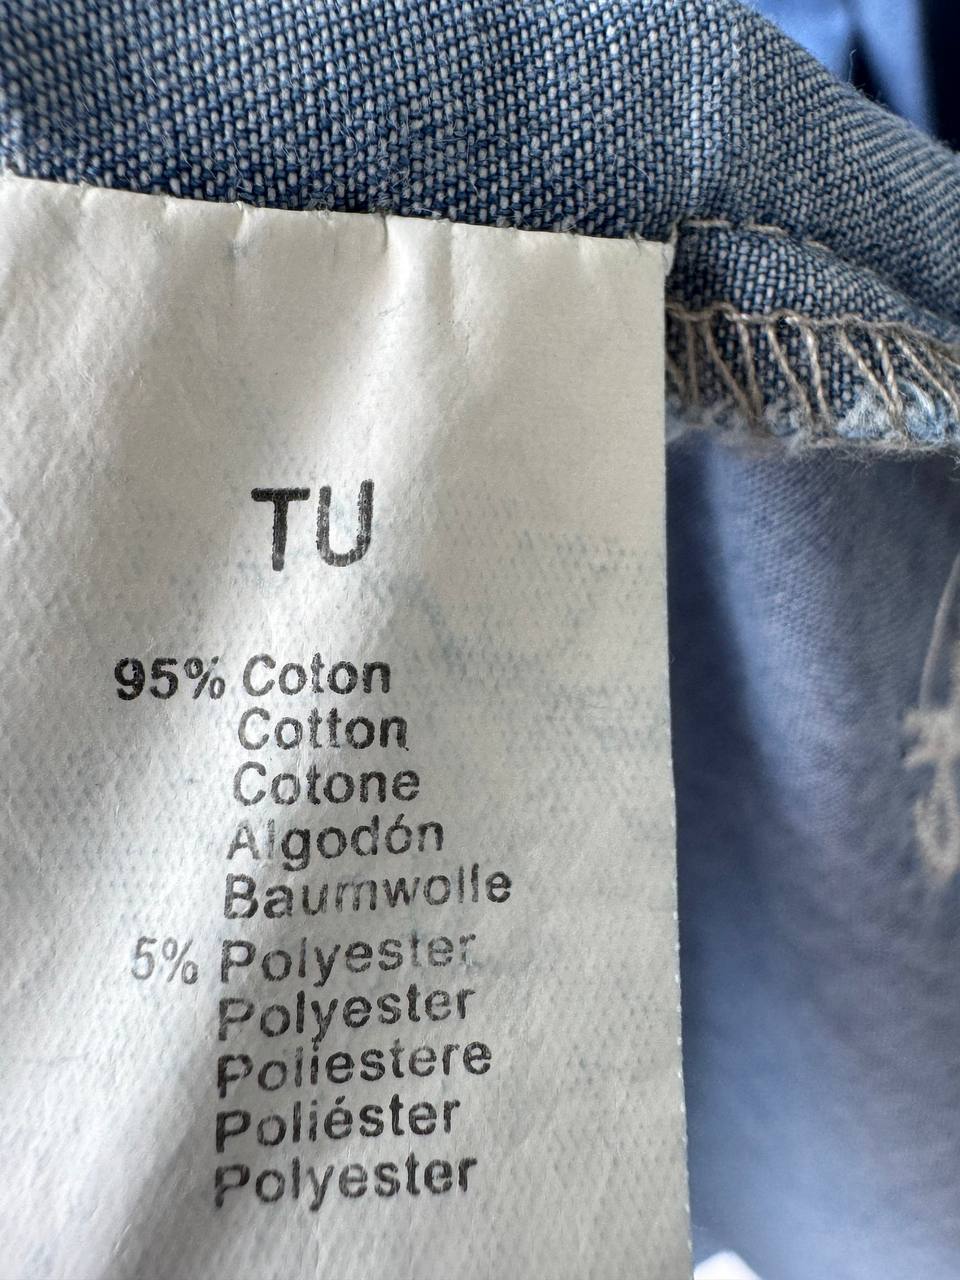 TU
95% Coton
Cotton
Cotone
Algodón
Baumwolle
5% Polyester
Polyester
Poliestere
Poliéster
Polyester